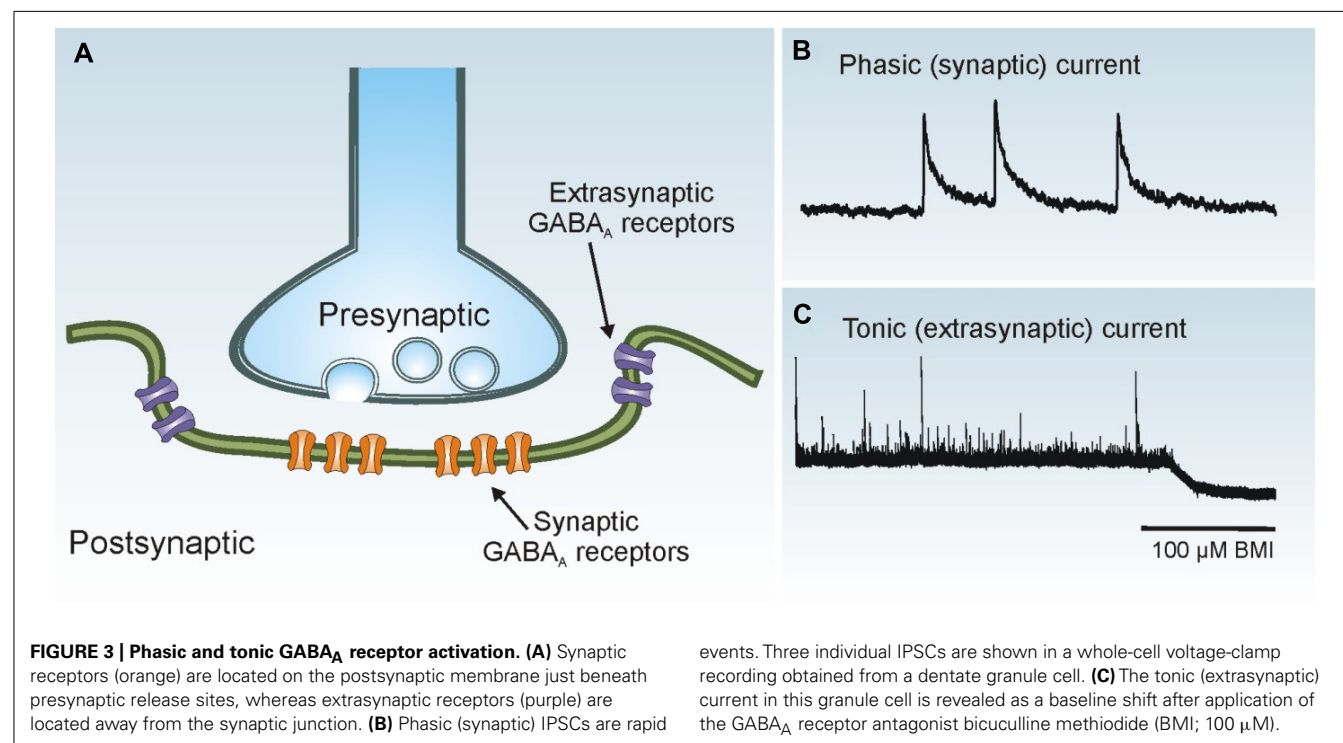 A
Presynaptic
Extrasynaptic
GABAA receptors
Synaptic
GABAA receptors
Postsynaptic
B
Phasic (synaptic) current
C
Tonic (extrasynaptic) current
100 µM BMI
FIGURE 3 | Phasic and tonic GABAA receptor activation. (A) Synaptic
receptors (orange) are located on the postsynaptic membrane just beneath
presynaptic release sites, whereas extrasynaptic receptors (purple) are
located away from the synaptic junction. (B) Phasic (synaptic) IPSCs are rapid
events. Three individual IPSCs are shown in a whole-cell voltage-clamp
recording obtained from a dentate granule cell. (C) The tonic (extrasynaptic)
current in this granule cell is revealed as a baseline shift after application of
the GABAA receptor antagonist bicuculline methiodide (BMI; 100 µM).